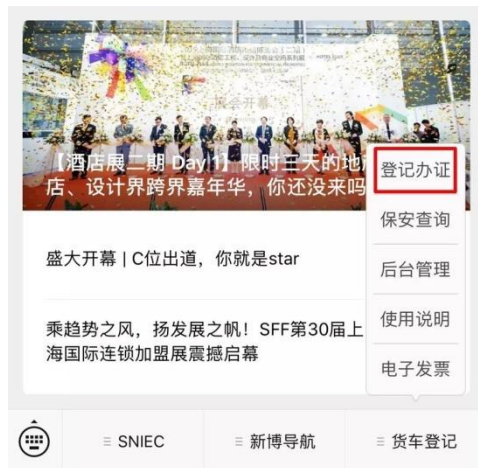 【酒店展二期 Day1】限时三天的地
店、设计界跨界嘉年华，你还没来吗
盛大开幕 | C位出道，你就是star
乘趋势之风，扬发展之帆！SFF第30届上
海国际连锁加盟展震撼启幕
登记办证
保安查询
后台管理
使用说明
电子发票
SNIEC
新博导航
货车登记